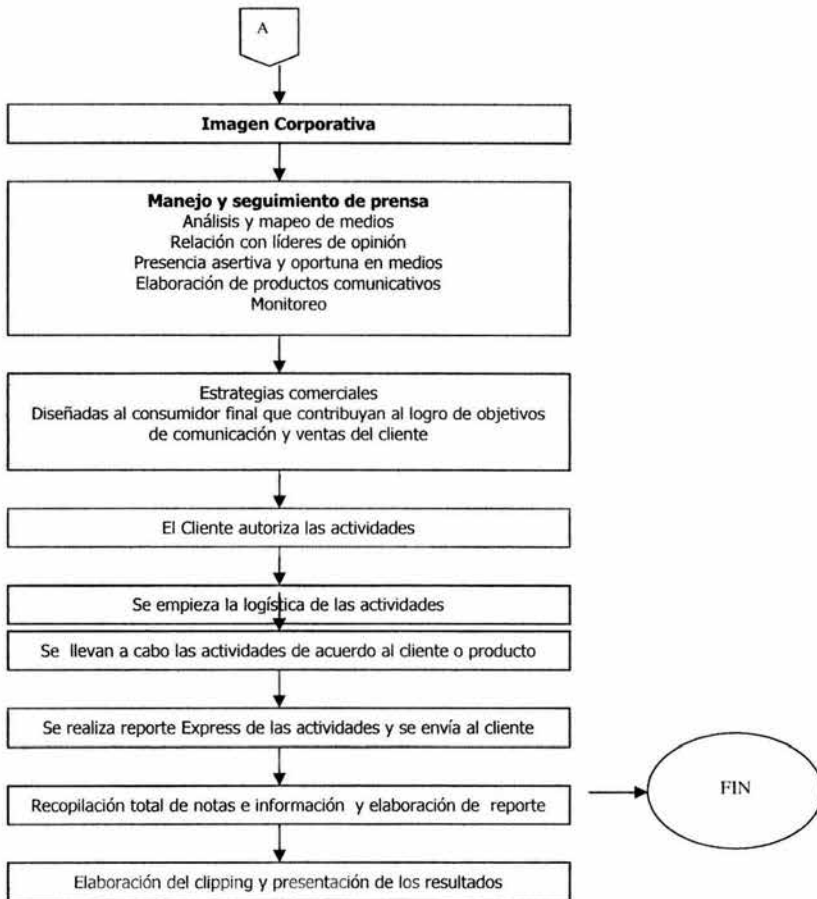 A
Imagen Corporativa
Manejo y seguimiento de prensa
Análisis y mapeo de medios
Relación con líderes de opinión
Presencia asertiva y oportuna en medios
Elaboración de productos comunicativos
Monitoreo
Estrategias comerciales
Diseñadas al consumidor final que contribuyan al logro de objetivos
de comunicación y ventas del cliente
El Cliente autoriza las actividades
Se empieza la logística de las actividades
Se llevan a cabo las actividades de acuerdo al cliente o producto
Se realiza reporte Express de las actividades y se envía al cliente
Recopilación total de notas e información y elaboración de reporte
FIN
Elaboración del clipping y presentación de los resultados